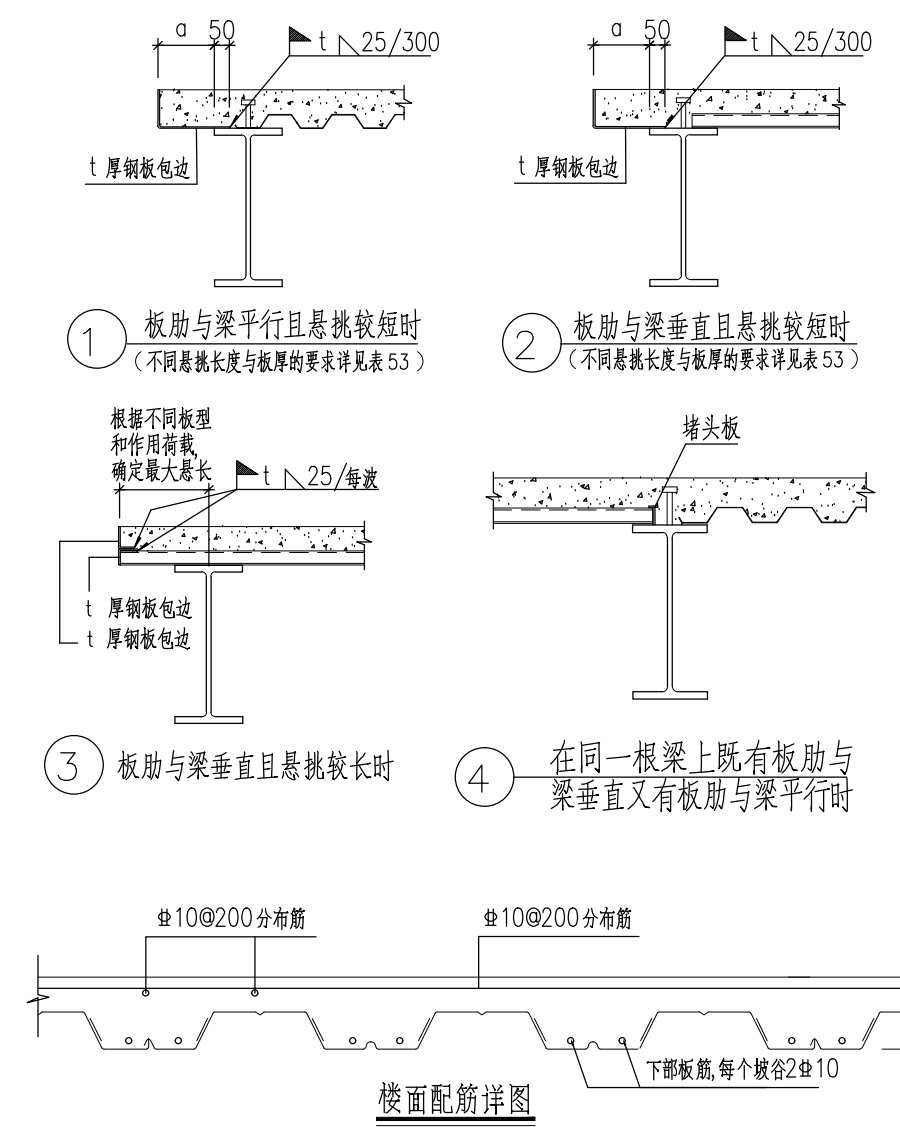 a 50 t 25/300
t 厚钢板包边
1 板肋与梁平行且悬挑较短时
(不同悬挑长度与板厚的要求详见表53)
a 50 t 25/300
t 厚钢板包边
2 板肋与梁垂直且悬挑较短时
(不同悬挑长度与板厚的要求详见表53)
根据不同板型
和作用荷载,
确定最大悬长
t 25/每波
t 厚钢板包边
t 厚钢板包边
3 板肋与梁垂直且悬挑较长时
堵头板
4 在同一根梁上既有板肋与
梁垂直又有板肋与梁平行时
⌀10@200分布筋
⌀10@200分布筋
下部板筋,每个坡谷2⌀10
楼面配筋详图